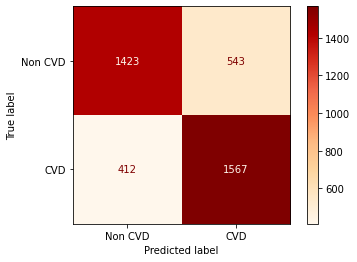 True label
Non CVD
1423 543
CVD
412 1567
Non CVD CVD
Predicted label
1400
1200
1000
800
600